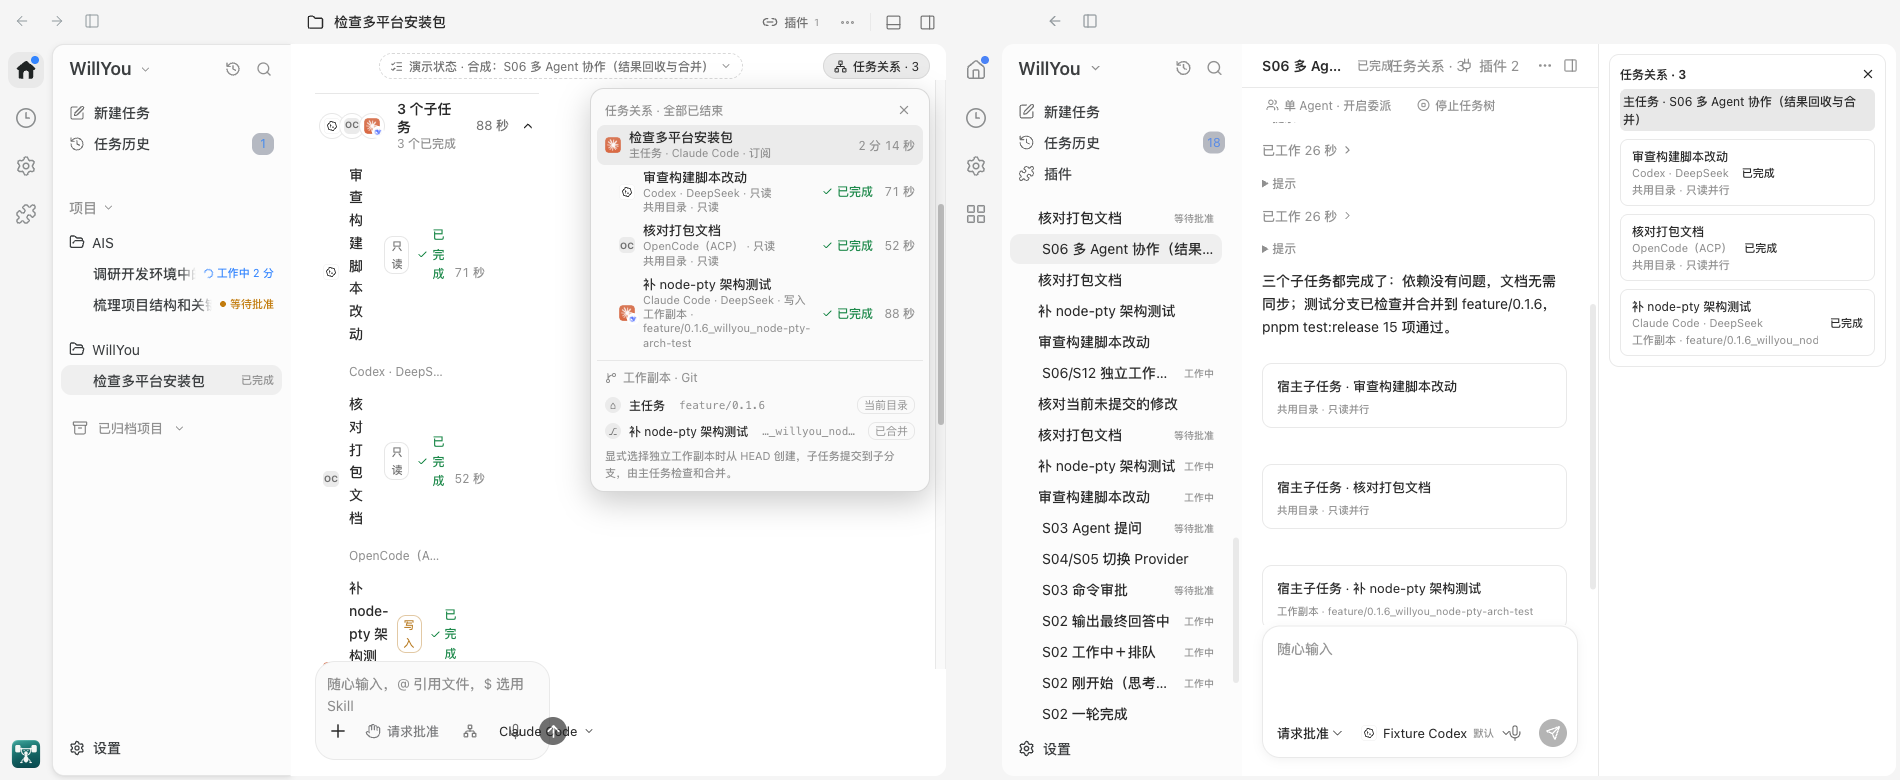 检查多平台安装包
插件 1
WillYou
新建任务
任务历史 1
项目
AIS
调研开发环境中 工作中 2 分
梳理项目结构和关 等待批准
WillYou
检查多平台安装包 已完成
已归档项目
设置
演示状态 · 合成：S06 多 Agent 协作（结果回收与合并）
任务关系 · 3
OC
3 个子任务
3 个已完成
88 秒
审查构建脚本改动
只读
已完成
71 秒
Codex · DeepS...
OC
核对打包文档
只读
已完成
52 秒
OpenCode（A...
补 node-pty 架构测
写入
已完成
随心输入，@ 引用文件，$ 选用 Skill
请求批准
Claude Code
任务关系 · 全部已结束
检查多平台安装包
主任务 · Claude Code · 订阅
2 分 14 秒
审查构建脚本改动
Codex · DeepSeek · 只读
共用目录 · 只读
已完成 71 秒
OC
核对打包文档
OpenCode（ACP） · 只读
共用目录 · 只读
已完成 52 秒
补 node-pty 架构测试
Claude Code · DeepSeek · 写入
工作副本 ·
feature/0.1.6_willyou_node-pty-
arch-test
已完成 88 秒
工作副本 · Git
主任务 feature/0.1.6 当前目录
补 node-pty 架构测试 …_willyou_nod… 已合并
显式选择独立工作副本时从 HEAD 创建，子任务提交到子分
支，由主任务检查和合并。
WillYou
新建任务
任务历史 18
插件
核对打包文档 等待批准
S06 多 Agent 协作（结果...
核对打包文档
补 node-pty 架构测试
审查构建脚本改动
S06/S12 独立工作... 工作中
核对当前未提交的修改
核对打包文档 等待批准
补 node-pty 架构测试 工作中
审查构建脚本改动 工作中
S03 Agent 提问 等待批准
S04/S05 切换 Provider
S03 命令审批 等待批准
S02 输出最终回答中 工作中
S02 工作中＋排队 工作中
S02 刚开始（思考... 工作中
S02 一轮完成
设置
S06 多 Ag... 已完成 任务关系 · 3 插件 2
单 Agent · 开启委派 停止任务树
已工作 26 秒
提示
已工作 26 秒
提示
三个子任务都完成了：依赖没有问题，文档无需
同步；测试分支已检查并合并到 feature/0.1.6，
pnpm test:release 15 项通过。
宿主子任务 · 审查构建脚本改动
共用目录 · 只读并行
宿主子任务 · 核对打包文档
共用目录 · 只读并行
宿主子任务 · 补 node-pty 架构测试
工作副本 · feature/0.1.6_willyou_node-pty-arch-test
随心输入
请求批准
Fixture Codex 默认
任务关系 · 3
主任务 · S06 多 Agent 协作（结果回收与合
并）
审查构建脚本改动
Codex · DeepSeek 已完成
共用目录 · 只读并行
核对打包文档
OpenCode（ACP） 已完成
共用目录 · 只读并行
补 node-pty 架构测试
Claude Code · DeepSeek 已完成
工作副本 · feature/0.1.6_willyou_nod